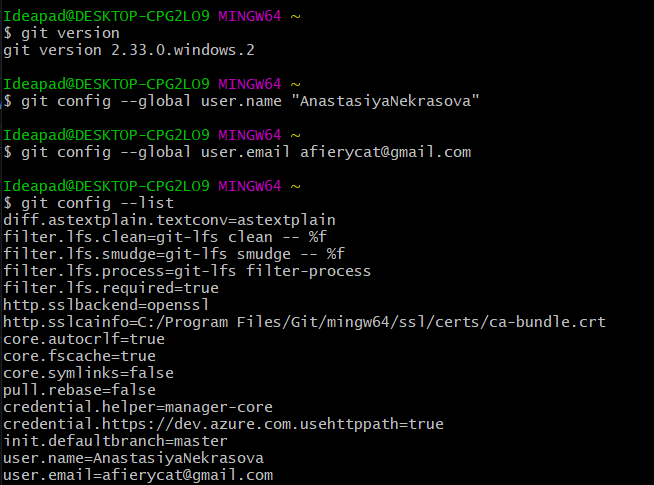 Ideapad@DESKTOP-CPG2LO9 MINGW64 ~
$ git version
git version 2.33.0.windows.2
Ideapad@DESKTOP-CPG2LO9 MINGW64 ~
$ git config --global user.name "AnastasiyaNekrasova"
Ideapad@DESKTOP-CPG2LO9 MINGW64 ~
$ git config --global user.email afierycat@gmail.com
Ideapad@DESKTOP-CPG2LO9 MINGW64 ~
$ git config --list
diff.astextplain.textconv=astextplain
filter.lfs.clean=git-lfs clean -- %f
filter.lfs.smudge=git-lfs smudge -- %f
filter.lfs.process=git-lfs filter-process
filter.lfs.required=true
http.sslbackend=openssl
http.sslcainfo=C:/Program Files/Git/mingw64/ssl/certs/ca-bundle.crt
core.autocrlf=true
core.fscache=true
core.symlinks=false
pull.rebase=false
credential.helper=manager-core
credential.https://dev.azure.com.usehttppath=true
init.defaultbranch=master
user.name=AnastasiyaNekrasova
user.email=afierycat@gmail.com